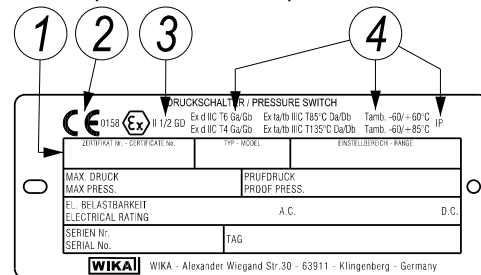 1 2 3 4
DRUCKSCHALTER / PRESSURE SWITCH
CE 0158 Ex II 1/2 GD Ex d IIC T6 Ga/Gb Ex ta/tb IIIC T85°C Da/Db Tamb. -60/+60°C IP
Ex d IIC T4 Ga/Gb Ex ta/tb IIIC T135°C Da/Db Tamb. -60/+85°C
ZERTIFIKAT Nr. - CERTIFICATE No. TYP - MODEL EINSTELLBEREICH - RANGE
MAX. DRUCK PRÜFDRUCK
MAX PRESS. PROOF PRESS.
EL. BELASTBARKEIT
ELECTRICAL RATING A.C. D.C.
SERIEN Nr.
SERIAL No. TAG
WIKA WIKA - Alexander Wiegand Str.30 - 63911 - Klingenberg - Germany